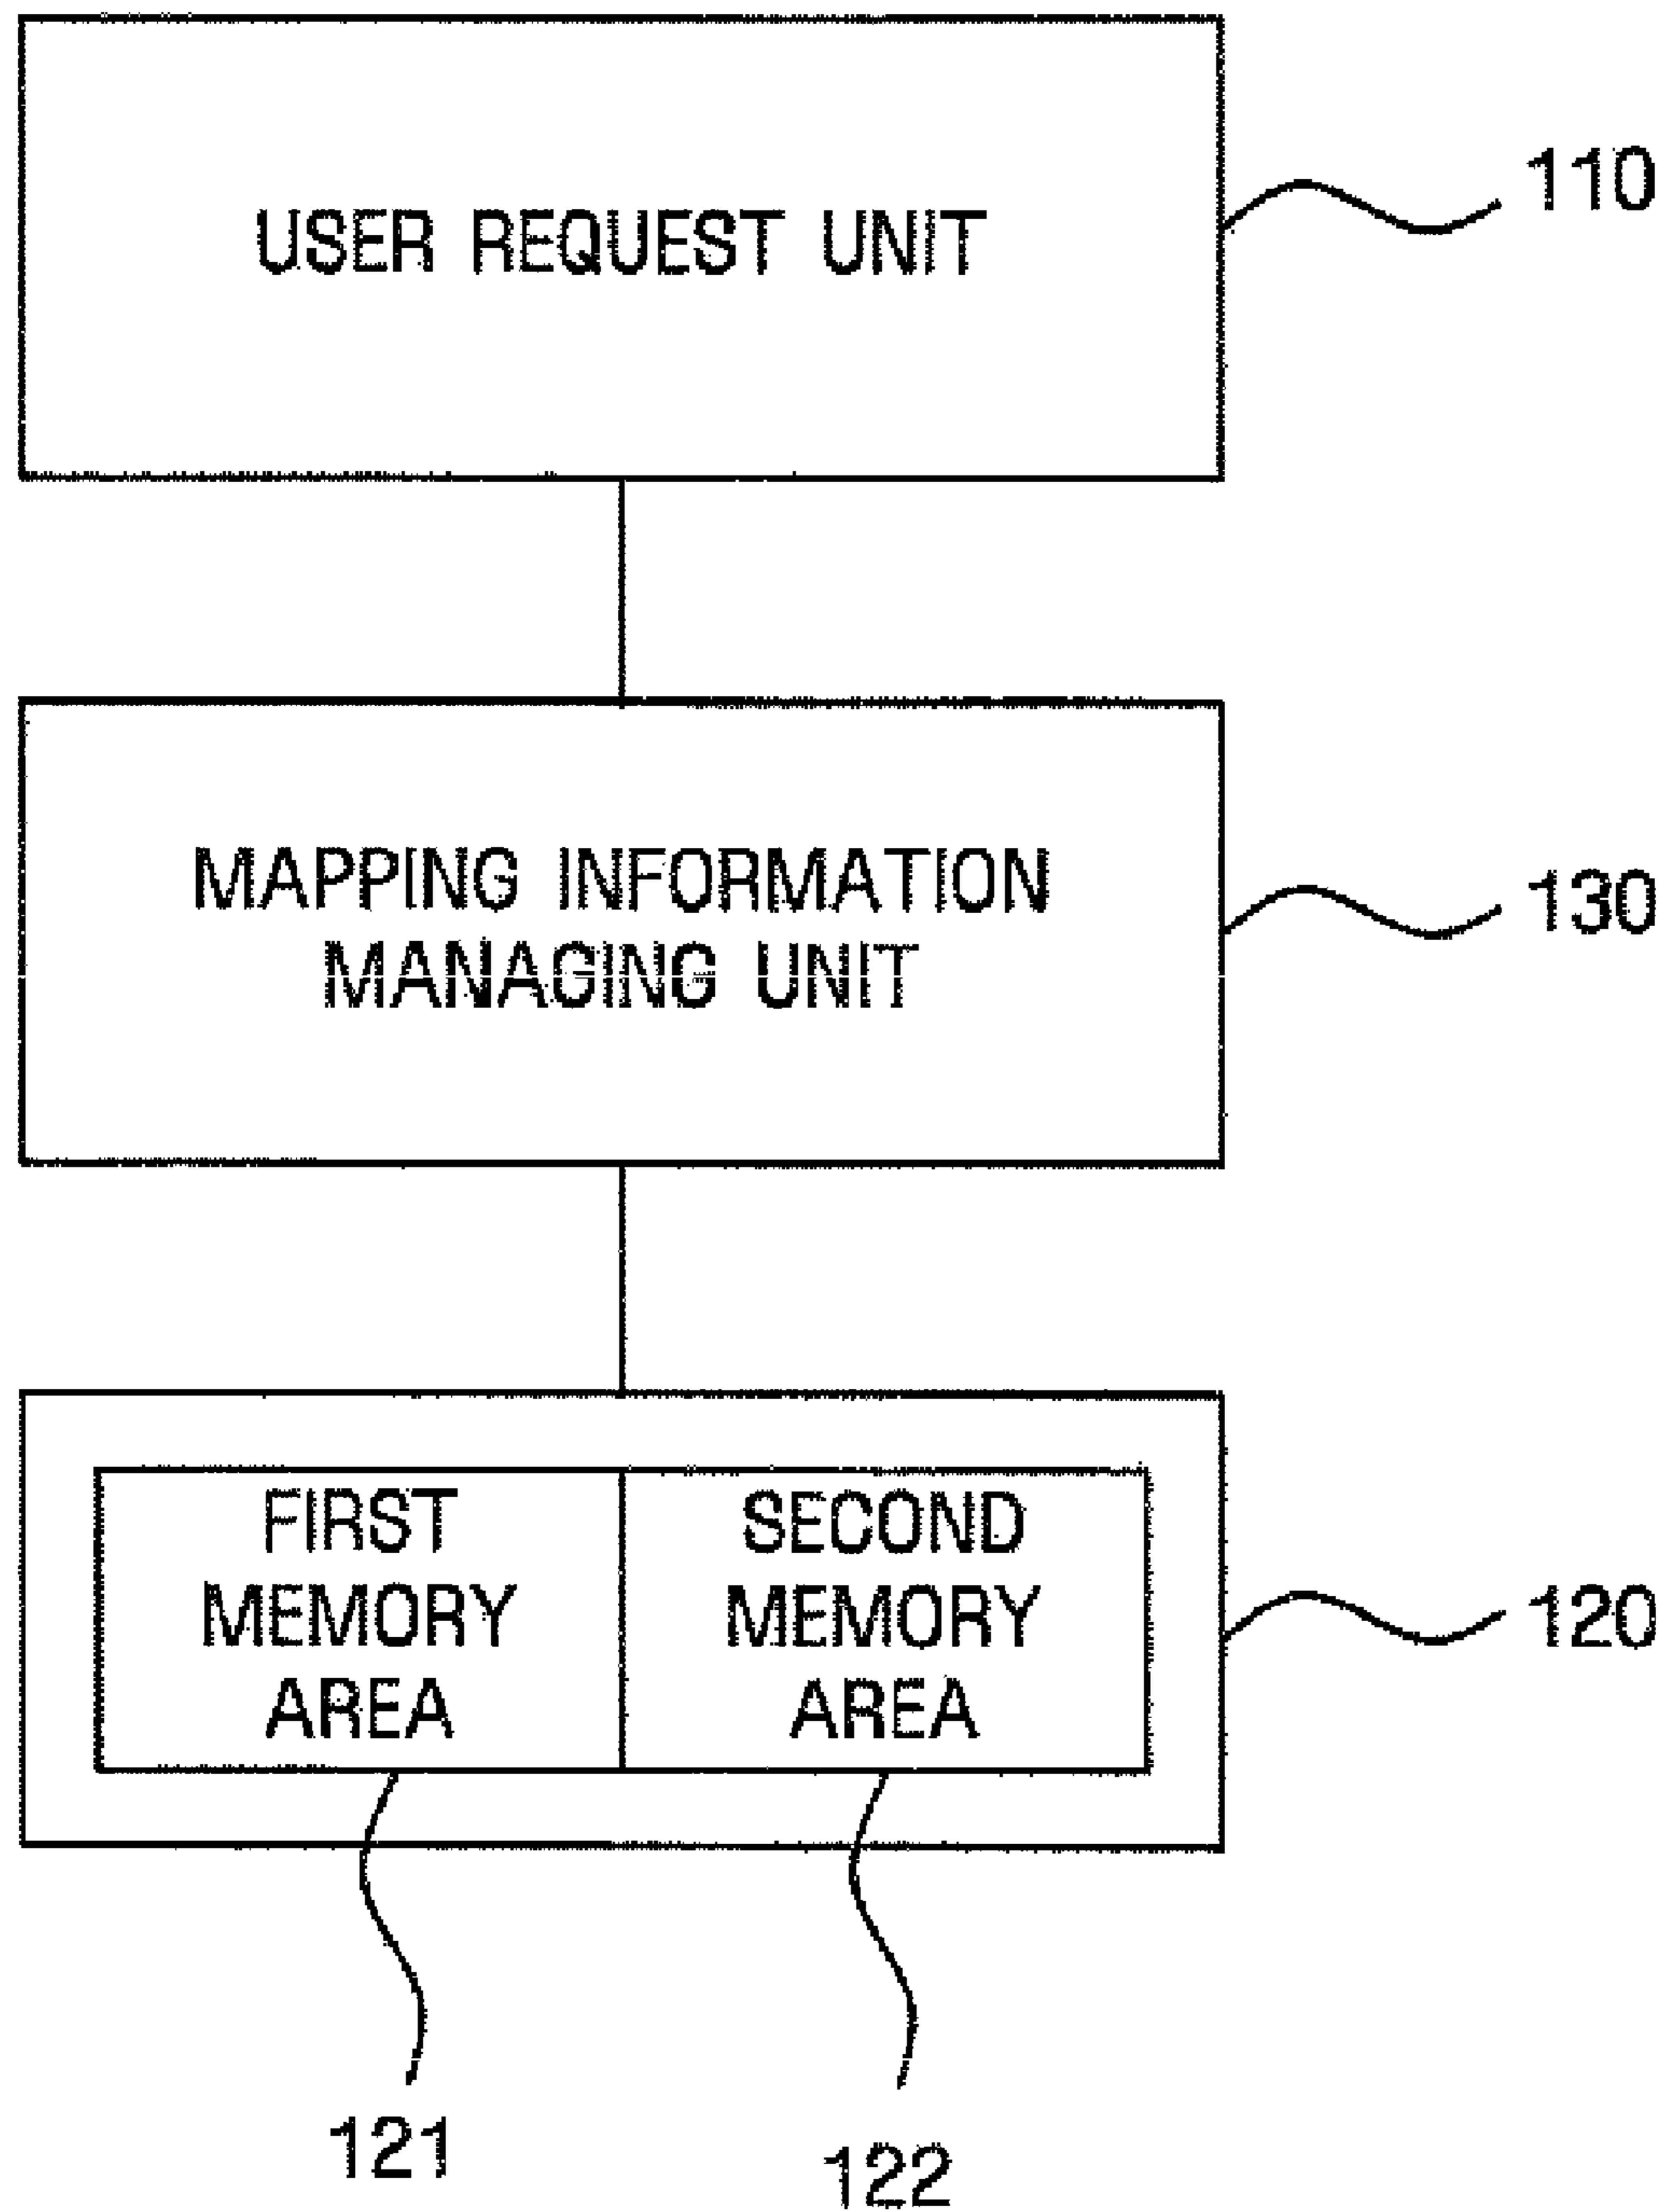 USER REQUEST UNIT
110
MAPPING INFORMATION
MANAGING UNIT
130
FIRST
MEMORY
AREA
SECOND
MEMORY
AREA
120
121
122